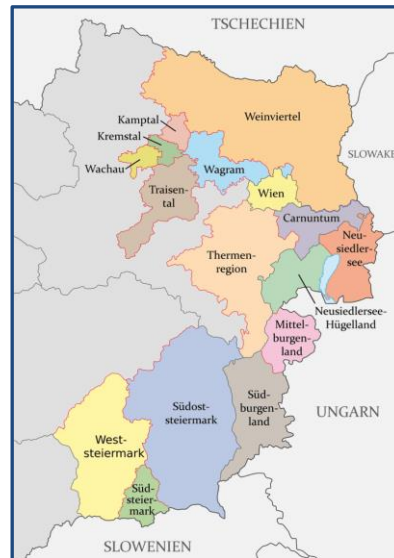 TSCHECHIEN
Weinviertel
Kamptal
Kremstal
Wachau
Wagram
SLOWAKE
Traisen-
tal
Wien
Carnuntum
Neu-
siedler-
see
Thermen-
region
Neusiedlersee-
Hügelland
Mittel-
burgen-
land
Südost-
steiermark
Süd-
burgen-
land
UNGARN
West-
steiermark
Süd-
steier
mark
SLOWENIEN